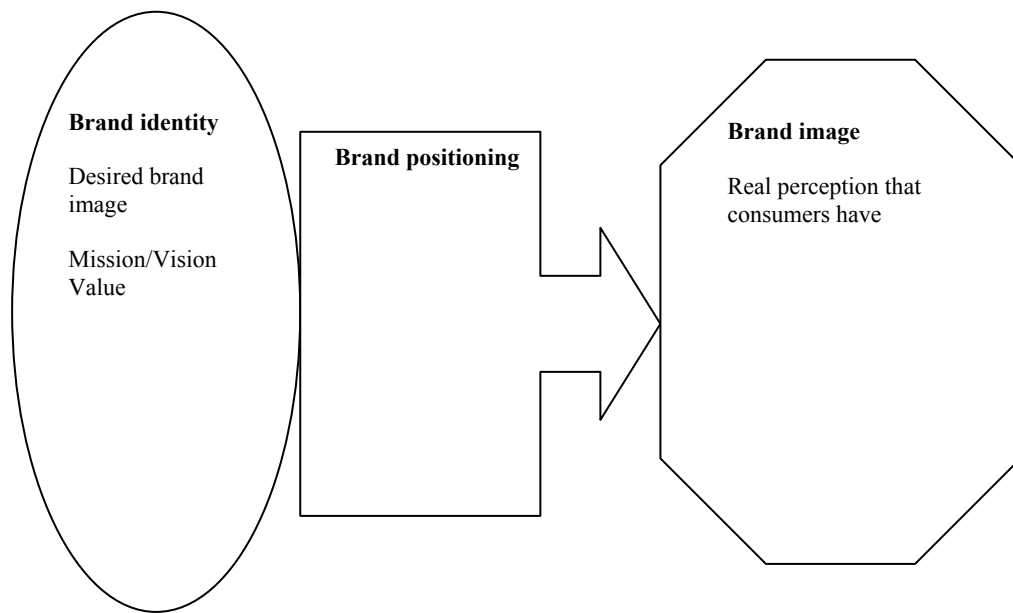 Brand identity
Desired brand
image
Mission/Vision
Value
Brand positioning
Brand image
Real perception that
consumers have